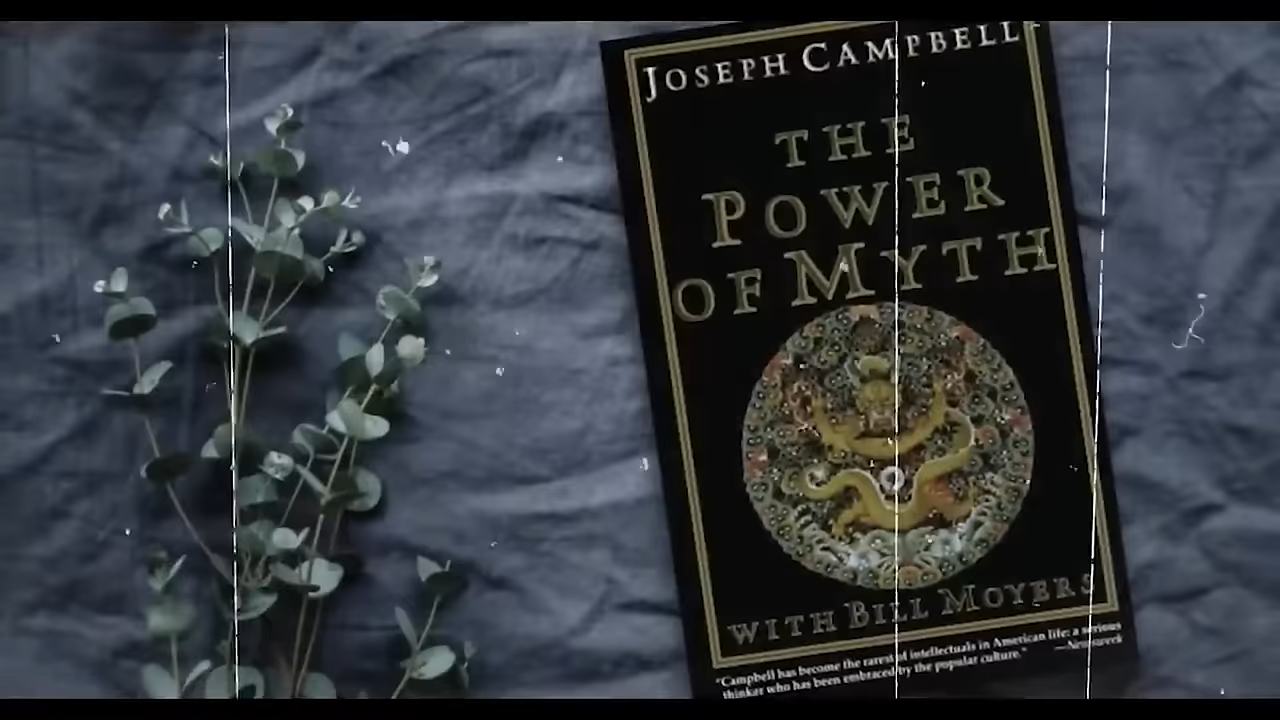 JOSEPH CAMPBELL
THE
POWER
OF MYTH
WITH BILL MOYERS
"Campbell has become the rarest of intellectuals in American life: a serious
thinker who has been embraced by the popular culture." —Newsweek